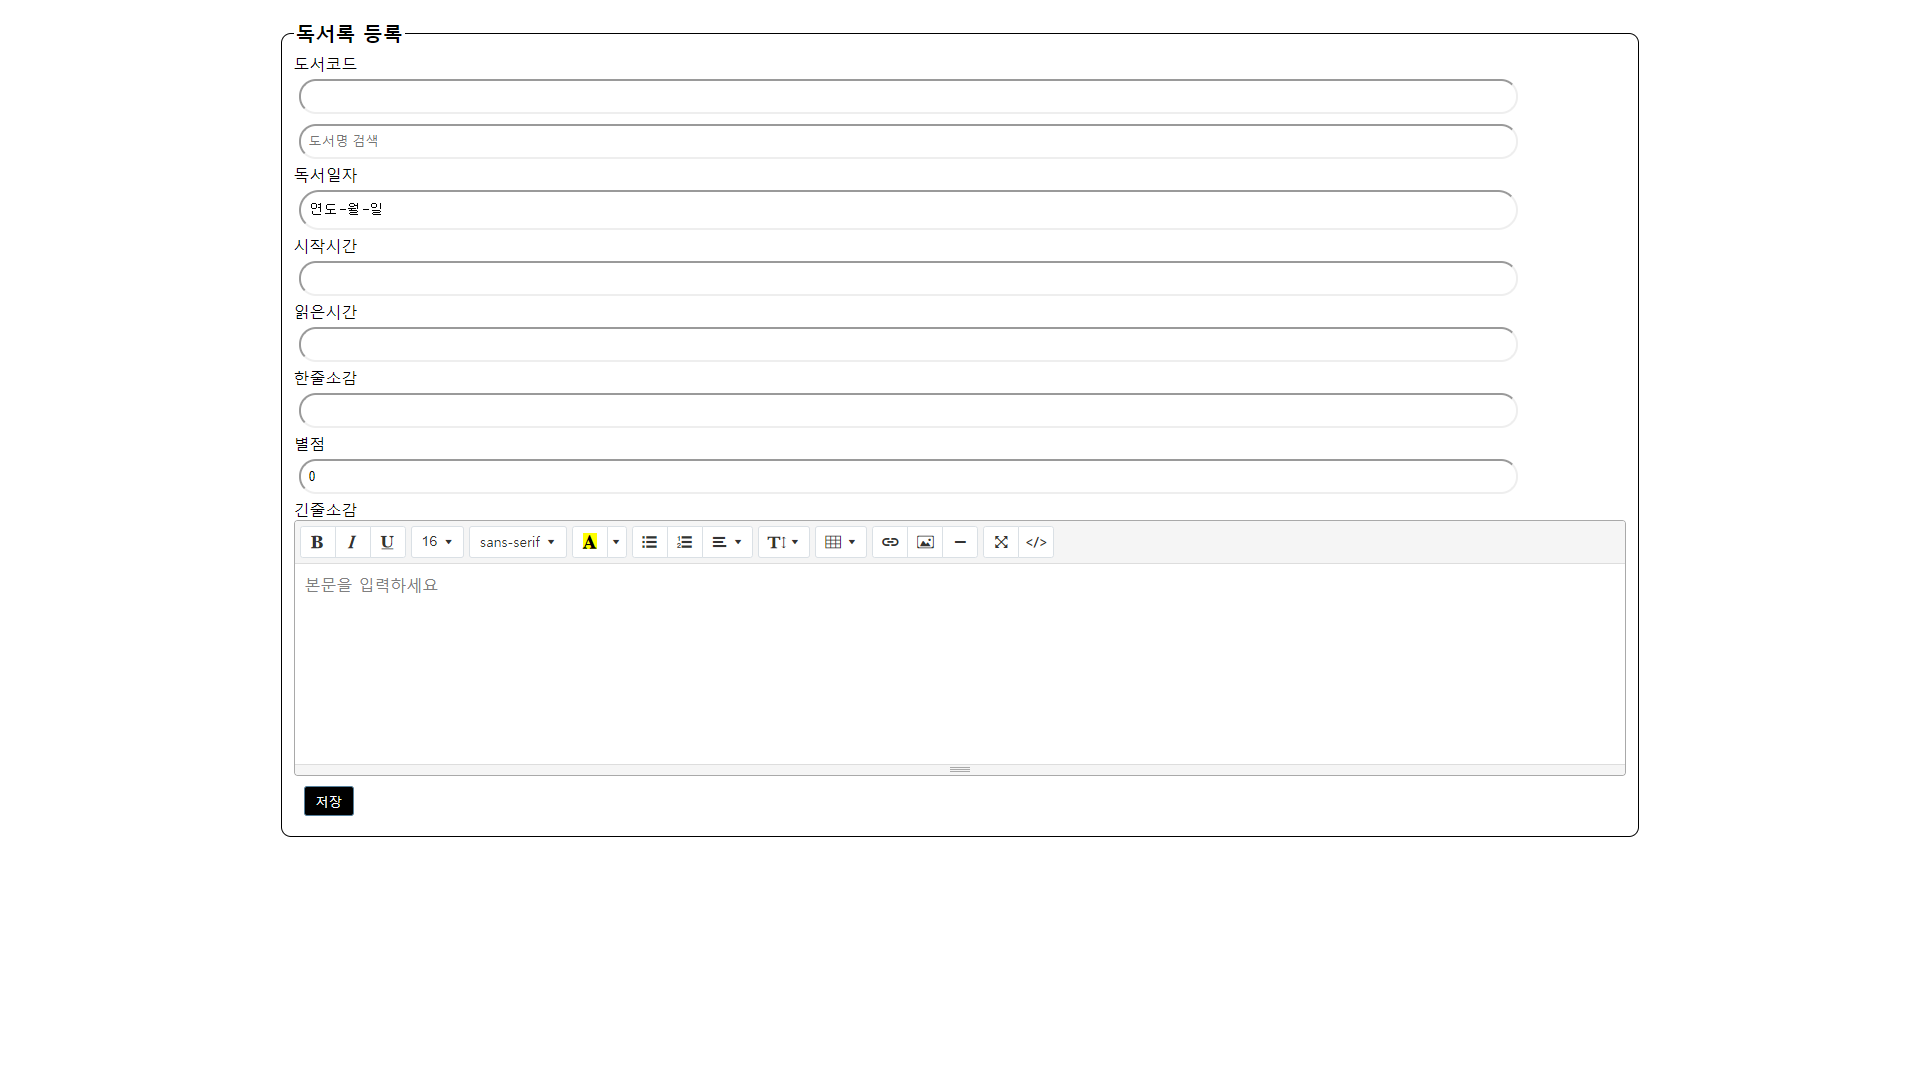 독서록 등록
도서코드
도서명 검색
독서일자
연도-월-일
시작시간
읽은시간
한줄소감
별점
0
긴줄소감
B I U 16 sans-serif A T </>
본문을 입력하세요
저장